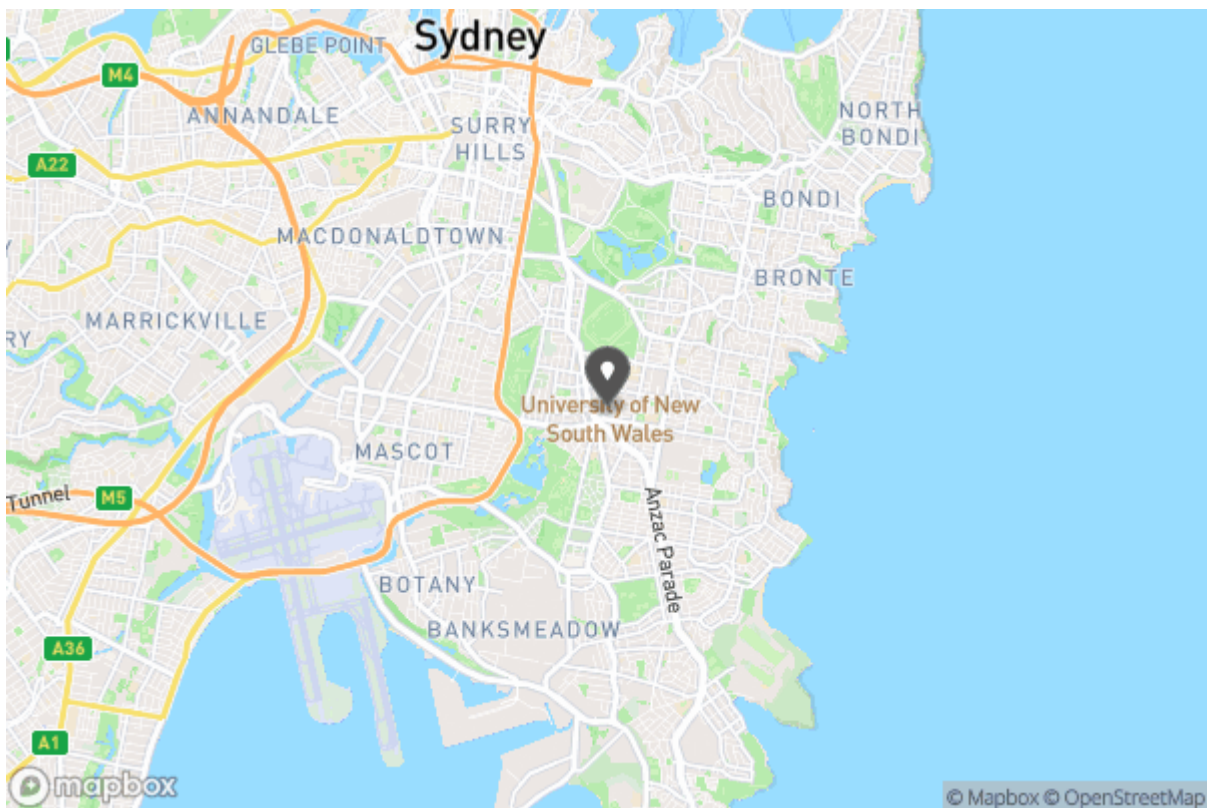 Sydney
GLEBE POINT
M4
ANNANDALE
SURRY
HILLS
NORTH
BONDI
A22
BONDI
MACDONALDTOWN
BRONTE
MARRICKVILLE
RY
University of New
South Wales
MASCOT
Tunnel
M5
Anzac Parade
BOTANY
BANKSMEADOW
A36
A1
mapbox
© Mapbox © OpenStreetMap